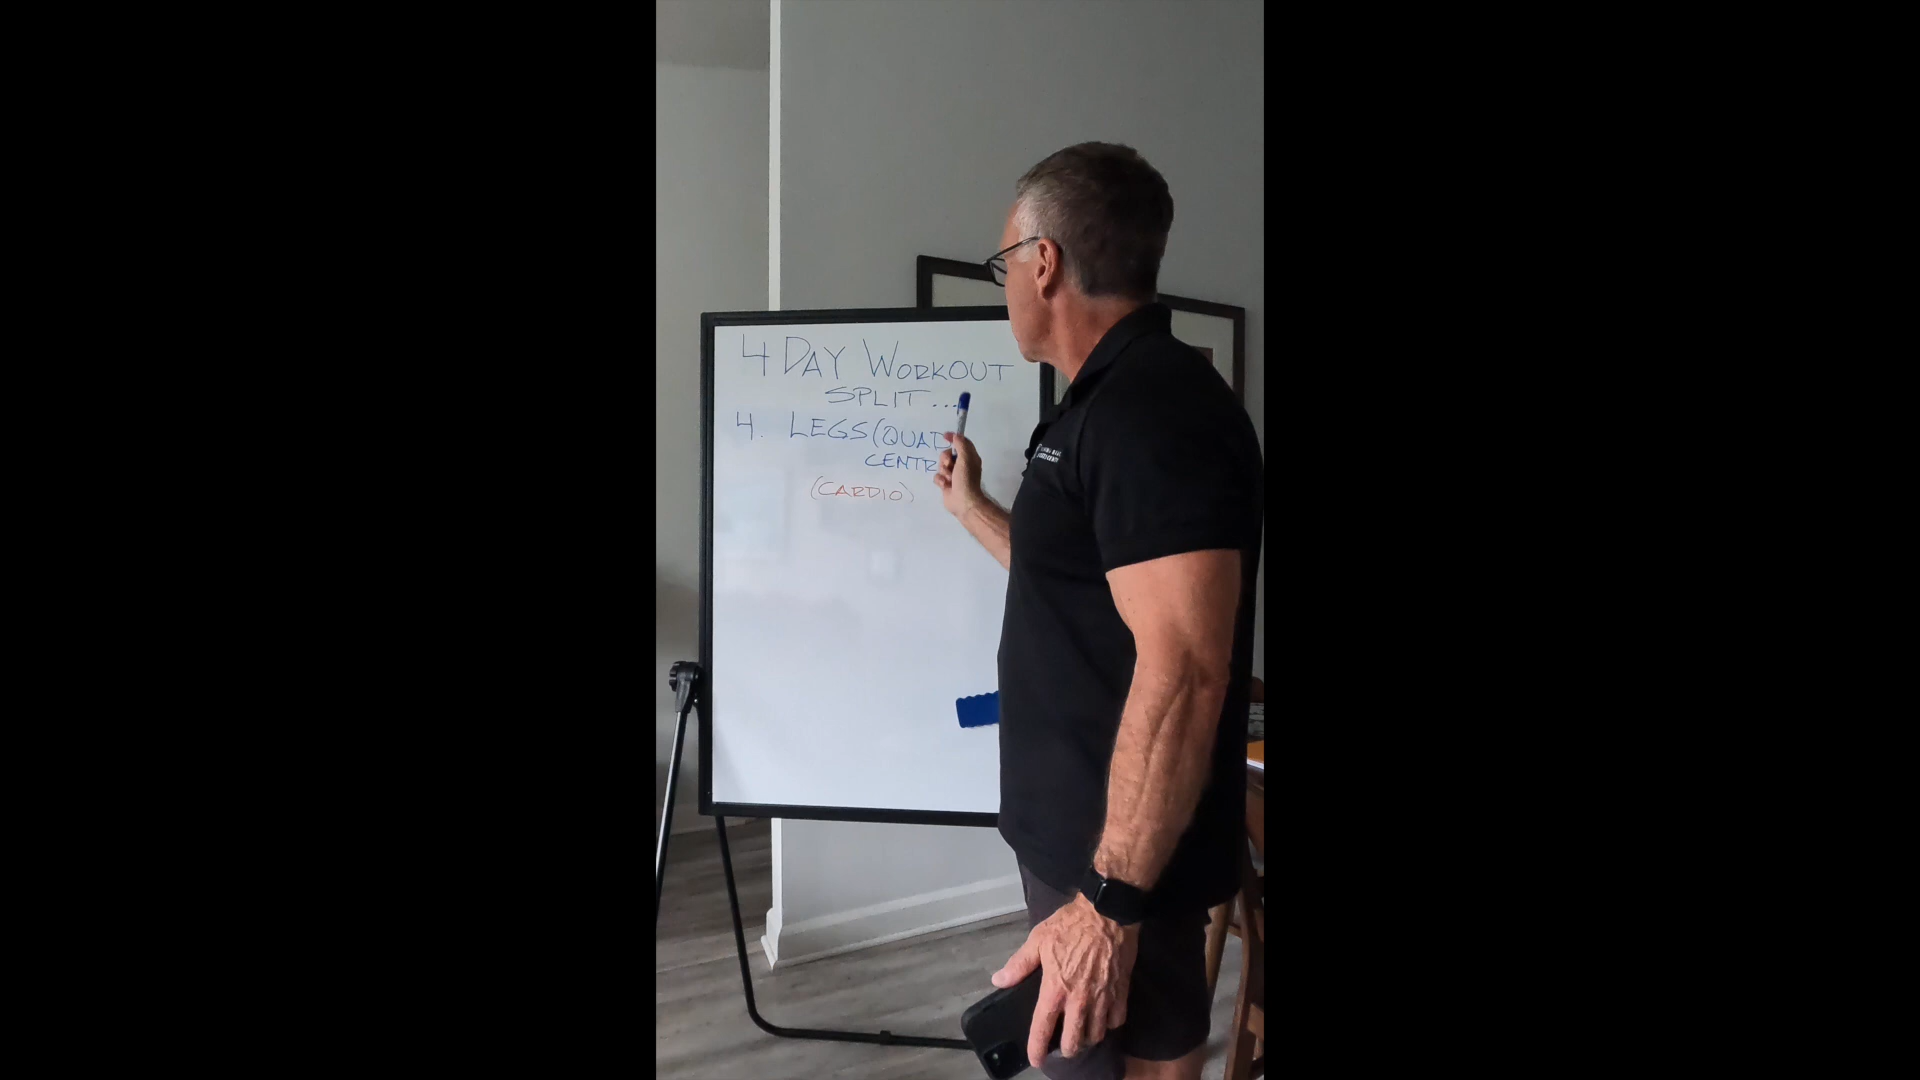 4 DAY WORKOUT
SPLIT...
4. LEGS (QUAD
CENTR
(CARDIO)